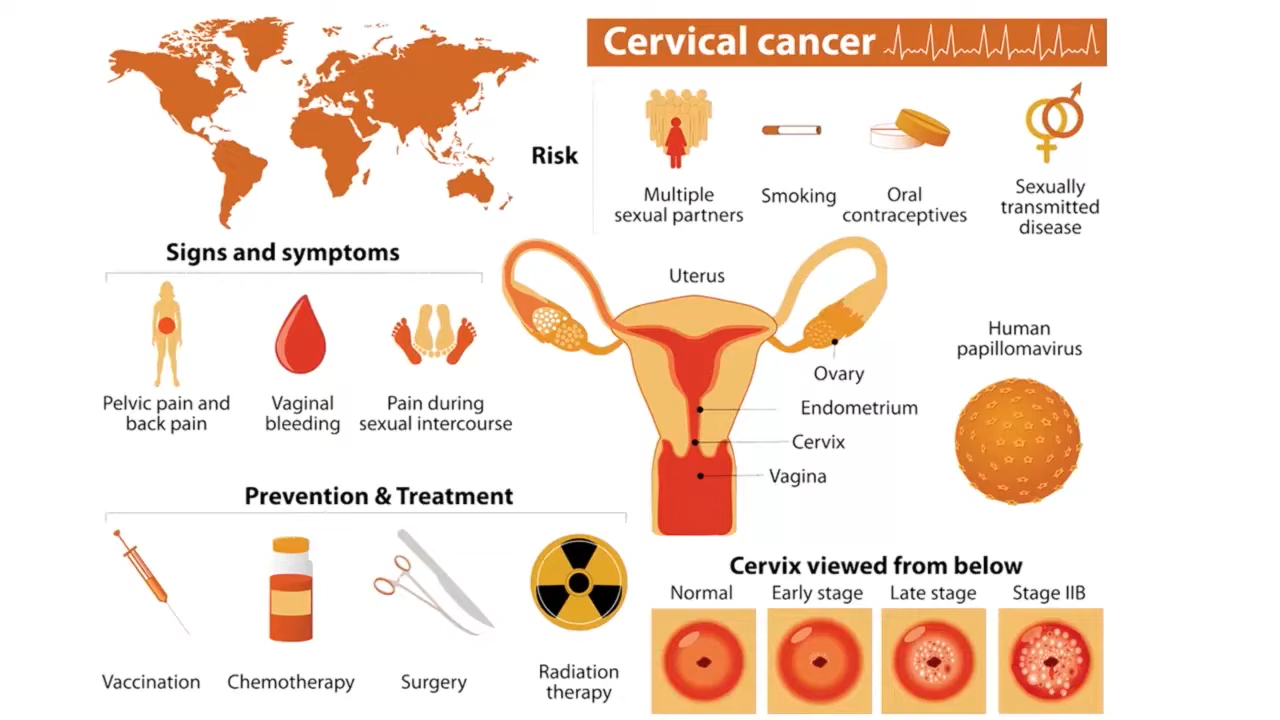 Cervical cancer
Risk
Multiple
sexual partners
Smoking
Oral
contraceptives
Sexually
transmitted
disease
Signs and symptoms
Pelvic pain and
back pain
Vaginal
bleeding
Pain during
sexual intercourse
Uterus
Ovary
Endometrium
Cervix
Vagina
Human
papillomavirus
Prevention & Treatment
Vaccination
Chemotherapy
Surgery
Radiation
therapy
Cervix viewed from below
Normal
Early stage
Late stage
Stage IIB